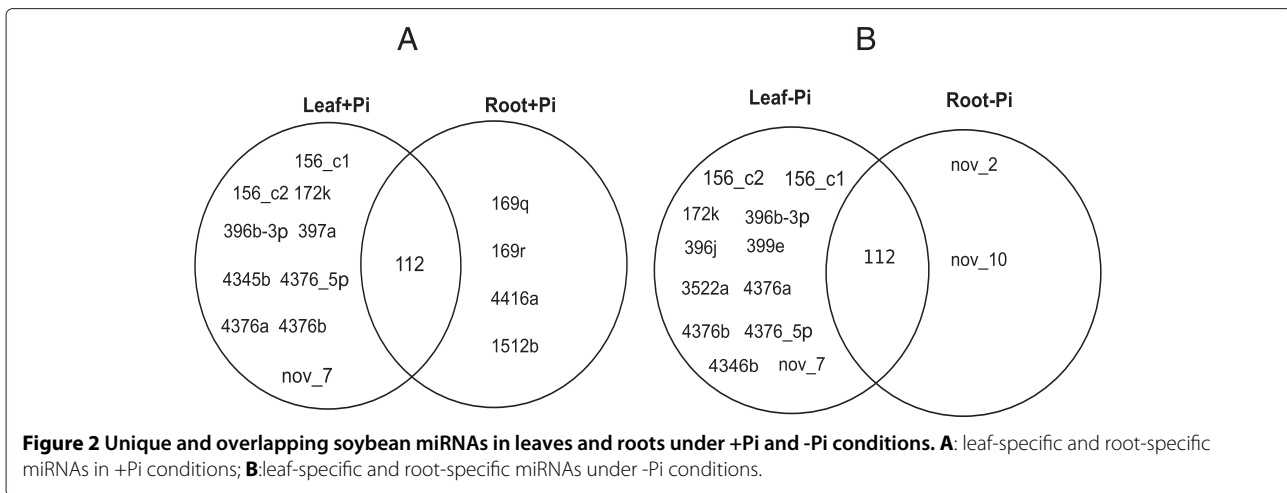 A
B
Leaf+Pi
Root+Pi
156_c1
156_c2 172k
396b-3p 397a
4345b 4376_5p
4376a 4376b
nov_7
112
169q
169r
4416a
1512b
Leaf-Pi
Root-Pi
156_c2 156_c1
172k 396b-3p
396j 399e
3522a 4376a
4376b 4376_5p
4346b nov_7
112
nov_2
nov_10
Figure 2 Unique and overlapping soybean miRNAs in leaves and roots under +Pi and -Pi conditions. A: leaf-specific and root-specific
miRNAs in +Pi conditions; B:leaf-specific and root-specific miRNAs under -Pi conditions.